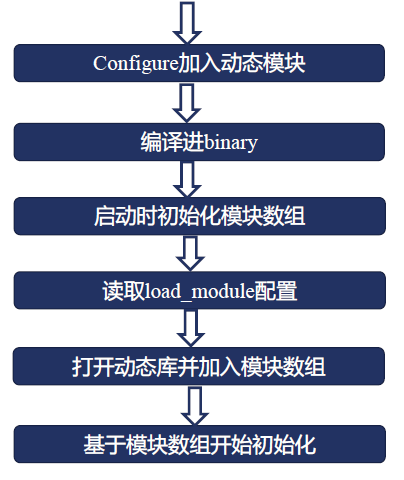 Configure加入动态模块
编译进binary
启动时初始化模块数组
读取load_module配置
打开动态库并加入模块数组
基于模块数组开始初始化